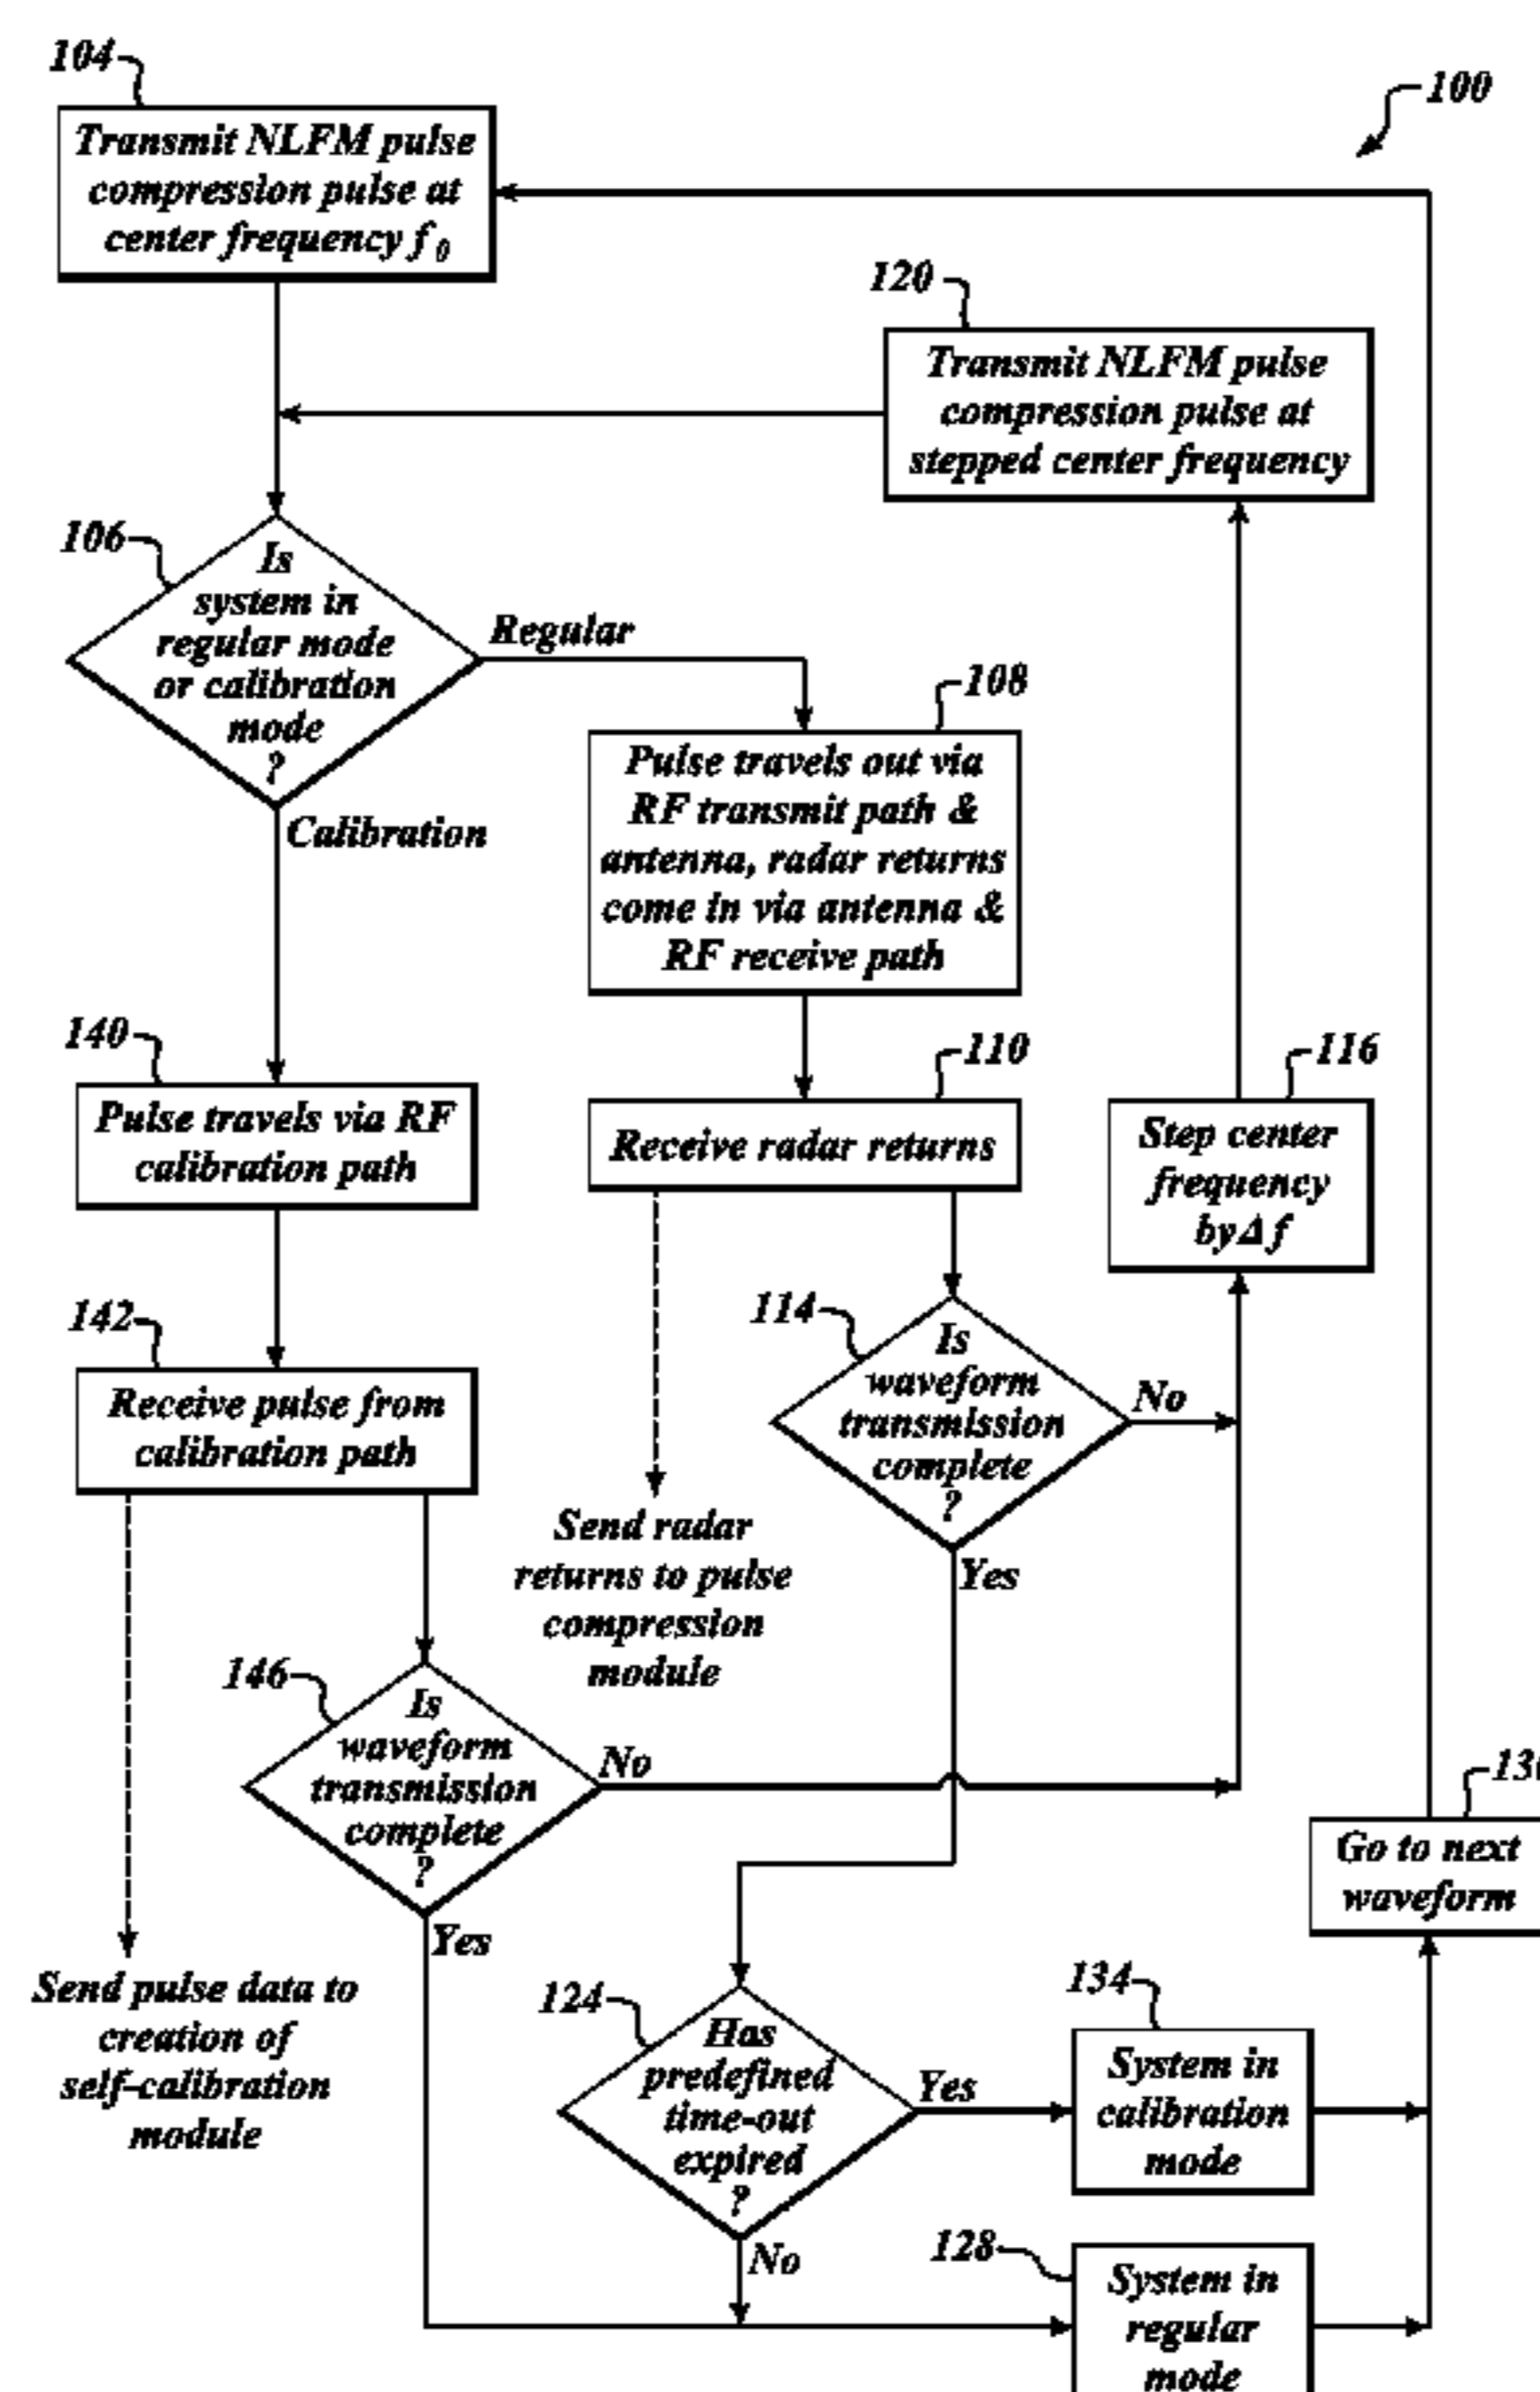 104
100
Transmit NLFM pulse
compression pulse at
center frequency f₀
120
Transmit NLFM pulse
compression pulse at
stepped center frequency
106
Is
system in
regular mode
or calibration
mode
?
Regular
Calibration
108
Pulse travels out via
RF transmit path &
antenna, radar returns
come in via antenna &
RF receive path
140
Pulse travels via RF
calibration path
110
Receive radar returns
116
Step center
frequency
by Δf
142
Receive pulse from
calibration path
114
Is
waveform
transmission
complete
?
No
Yes
Send radar
returns to pulse
compression
module
146
Is
waveform
transmission
complete
?
No
Yes
Go to next
waveform
Send pulse data to
creation of
self-calibration
module
124
Has
predefined
time-out
expired
?
Yes
No
134
System in
calibration
mode
128
System in
regular
mode